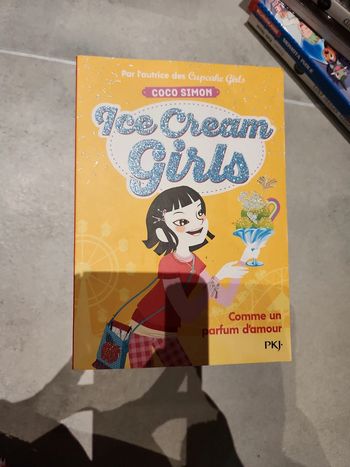 Par l'autrice des Cupcake Girls
COCO SIMON
Ice Cream
Girls
Comme un
parfum d'amour
PKJ.